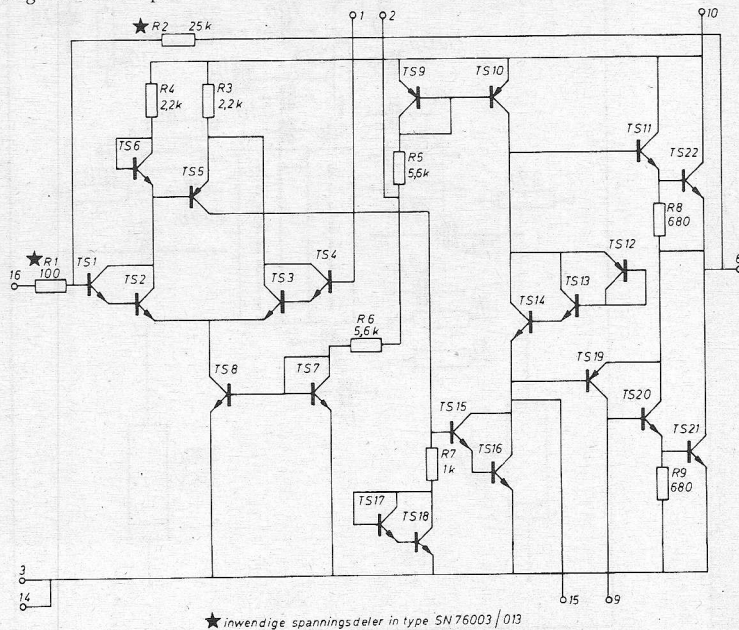 ★ R2 25k
1
2
10
R4
2,2k
R3
2,2k
TS9
TS10
TS6
TS5
TS11
TS22
R5
5,6k
R8
680
★ R1
100
16
TS1
TS2
TS3
TS4
TS12
TS13
TS14
6
R6
5,6k
TS8
TS7
TS19
TS15
TS20
TS16
TS21
R7
1k
R9
680
TS17
TS18
3
14
15
9
★ inwendige spanningsdeler in type SN 76003 / 013